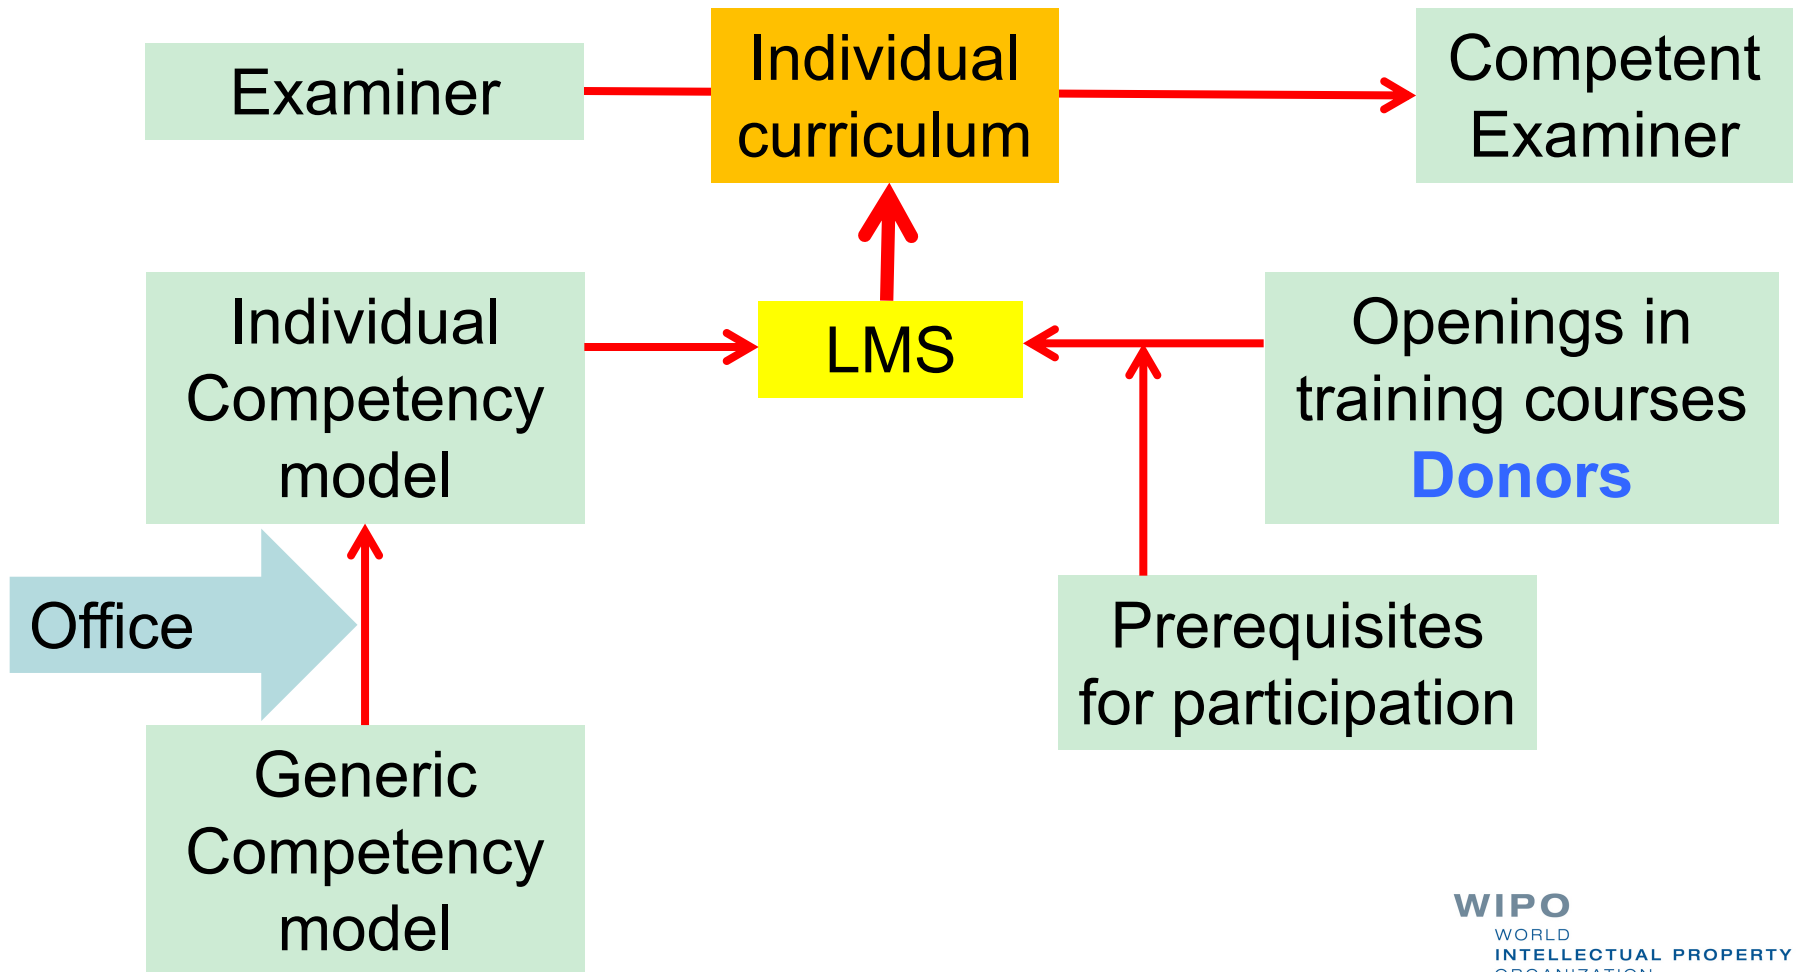 Examiner
Individual
curriculum
Competent
Examiner
Individual
Competency
model
LMS
Openings in
training courses
Donors
Office
Prerequisites
for participation
Generic
Competency
model
WIPO
WORLD
INTELLECTUAL PROPERTY
ORGANIZATION